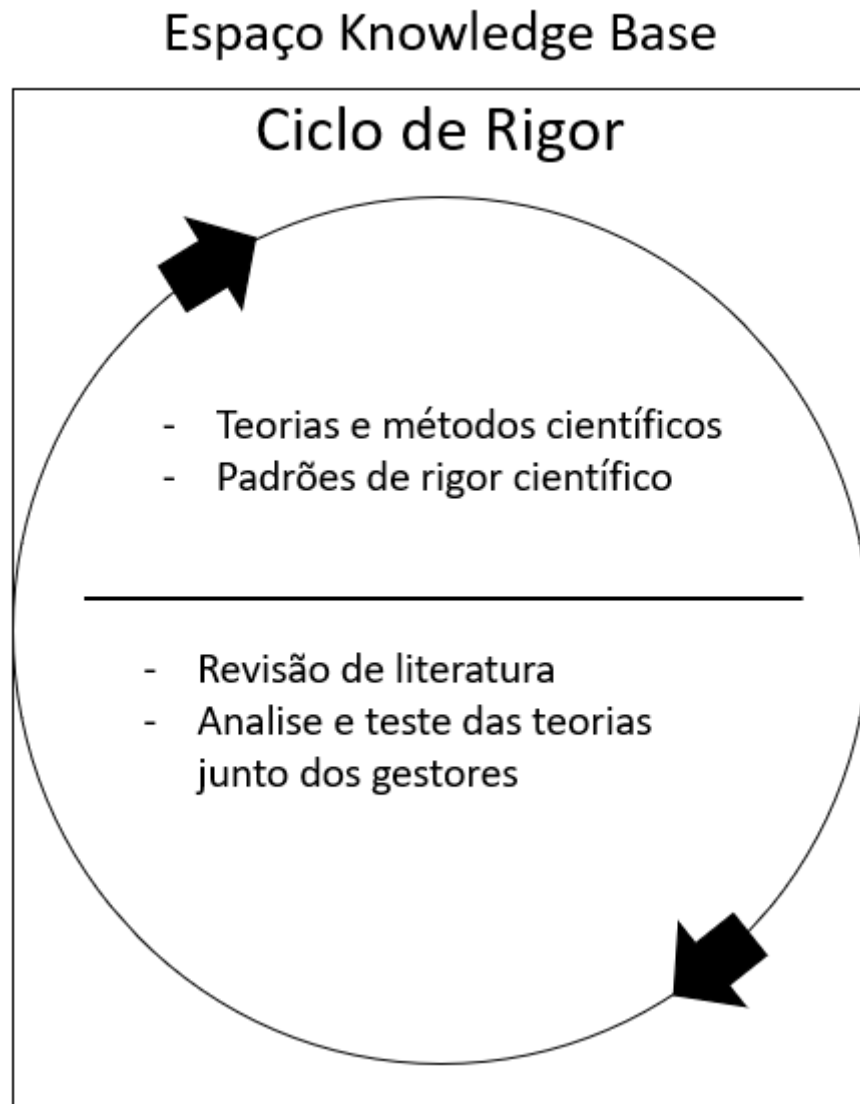 Espaço Knowledge Base
Ciclo de Rigor
- Teorias e métodos científicos
- Padrões de rigor científico
- Revisão de literatura
- Analise e teste das teorias
junto dos gestores